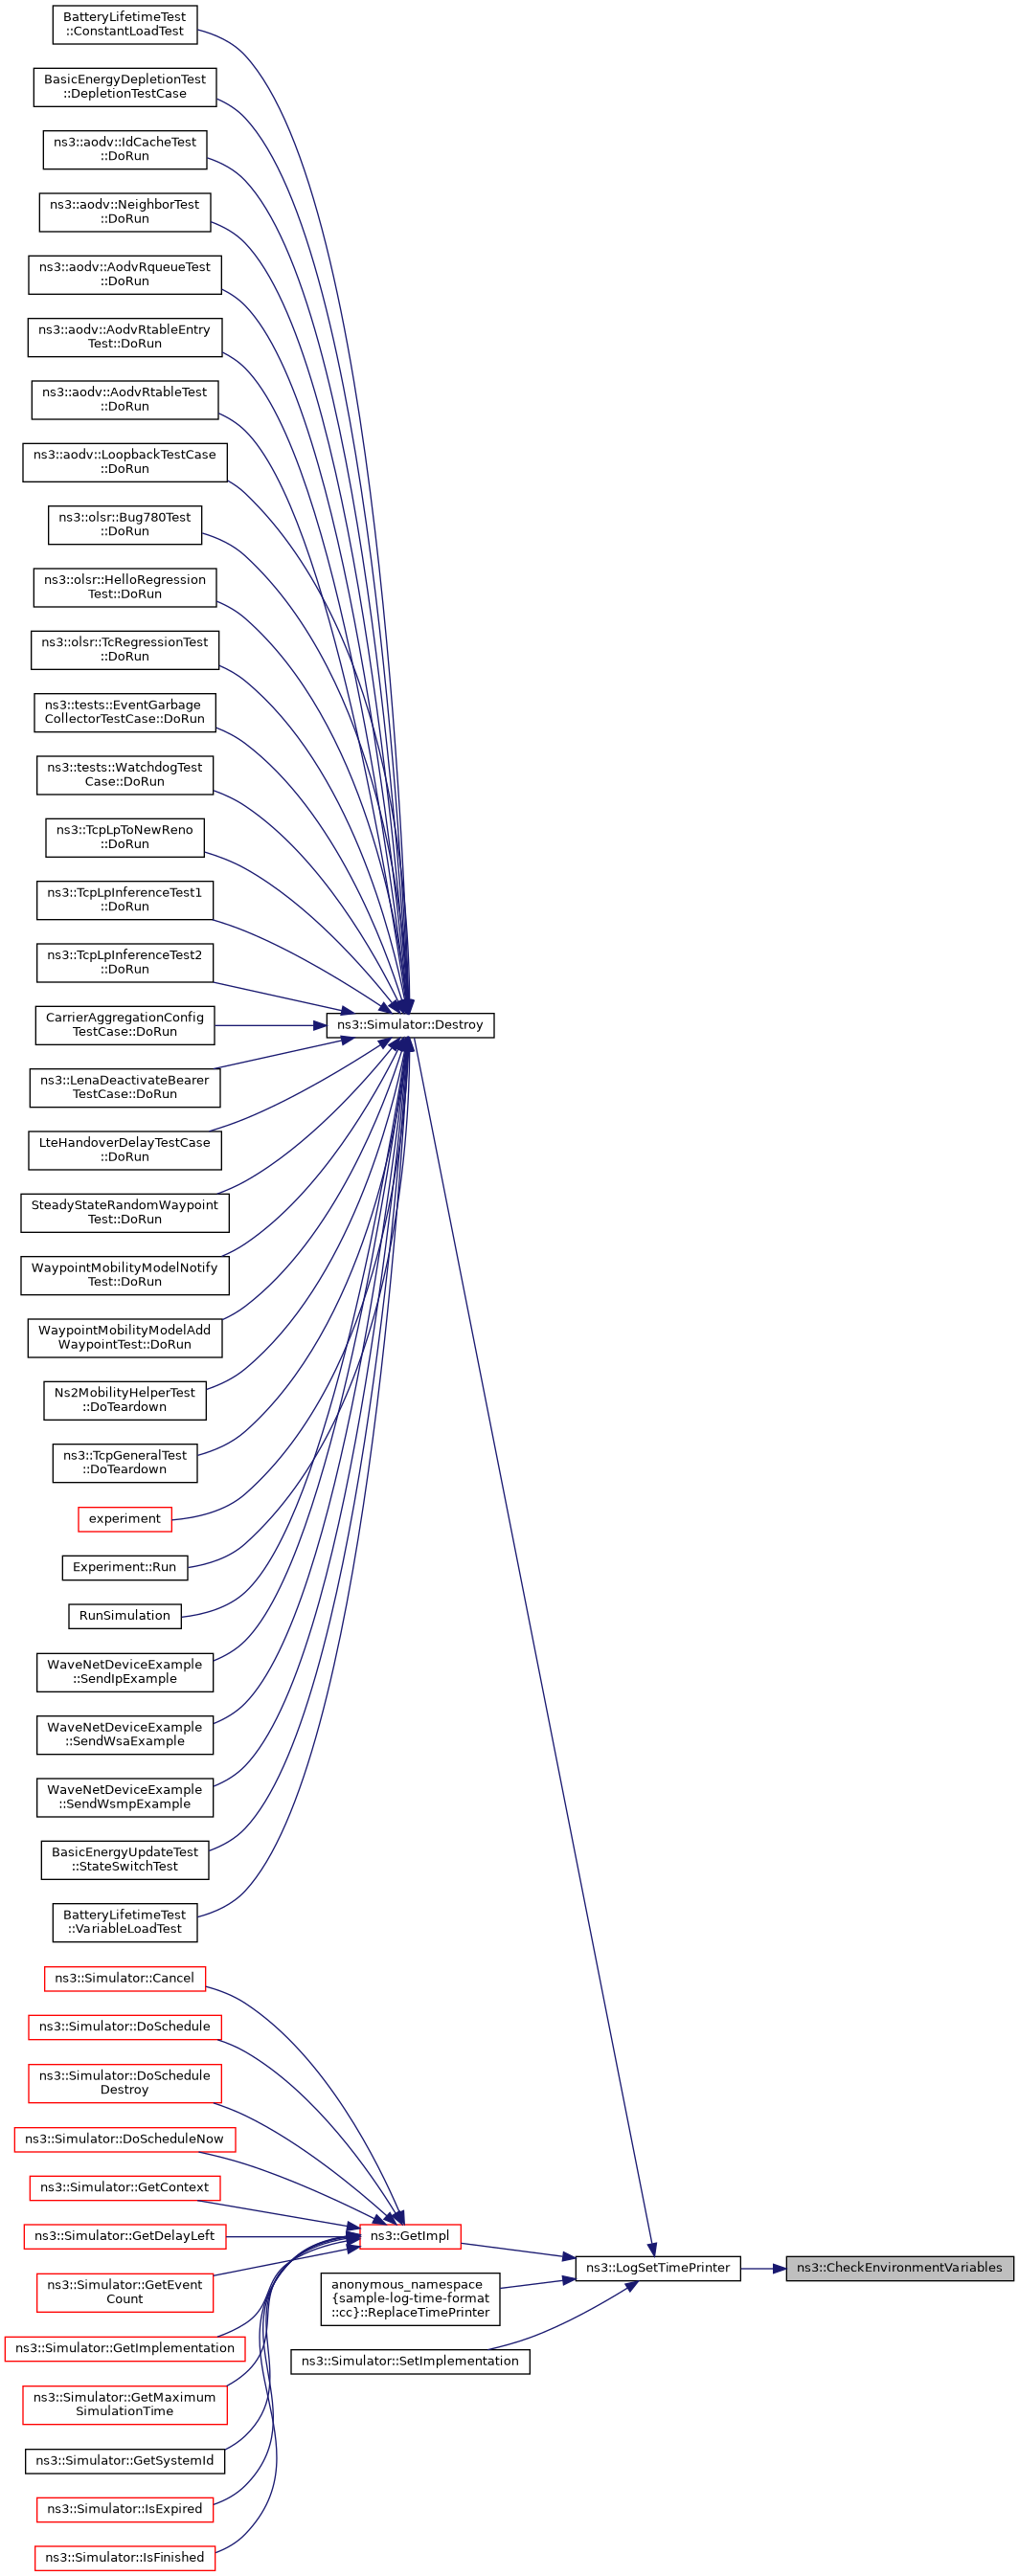 BatteryLifetimeTest
::ConstantLoadTest
BasicEnergyDepletionTest
::DepletionTestCase
ns3::aodv::IdCacheTest
::DoRun
ns3::aodv::NeighborTest
::DoRun
ns3::aodv::AodvRqueueTest
::DoRun
ns3::aodv::AodvRtableEntry
Test::DoRun
ns3::aodv::AodvRtableTest
::DoRun
ns3::aodv::LoopbackTestCase
::DoRun
ns3::olsr::Bug780Test
::DoRun
ns3::olsr::HelloRegression
Test::DoRun
ns3::olsr::TcRegressionTest
::DoRun
ns3::tests::EventGarbage
CollectorTestCase::DoRun
ns3::tests::WatchdogTest
Case::DoRun
ns3::TcpLpToNewReno
::DoRun
ns3::TcpLpInferenceTest1
::DoRun
ns3::TcpLpInferenceTest2
::DoRun
CarrierAggregationConfig
TestCase::DoRun
ns3::Simulator::Destroy
ns3::LenaDeactivateBearer
TestCase::DoRun
LteHandoverDelayTestCase
::DoRun
SteadyStateRandomWaypoint
Test::DoRun
WaypointMobilityModelNotify
Test::DoRun
WaypointMobilityModelAdd
WaypointTest::DoRun
Ns2MobilityHelperTest
::DoTeardown
ns3::TcpGeneralTest
::DoTeardown
experiment
Experiment::Run
RunSimulation
WaveNetDeviceExample
::SendIpExample
WaveNetDeviceExample
::SendWsaExample
WaveNetDeviceExample
::SendWsmpExample
BasicEnergyUpdateTest
::StateSwitchTest
BatteryLifetimeTest
::VariableLoadTest
ns3::Simulator::Cancel
ns3::Simulator::DoSchedule
ns3::Simulator::DoSchedule
Destroy
ns3::Simulator::DoScheduleNow
ns3::Simulator::GetContext
ns3::Simulator::GetDelayLeft
ns3::GetImpl
ns3::LogSetTimePrinter
ns3::CheckEnvironmentVariables
ns3::Simulator::GetEvent
Count
anonymous_namespace
{sample-log-time-format
::cc}::ReplaceTimePrinter
ns3::Simulator::GetImplementation
ns3::Simulator::SetImplementation
ns3::Simulator::GetMaximum
SimulationTime
ns3::Simulator::GetSystemId
ns3::Simulator::IsExpired
ns3::Simulator::IsFinished